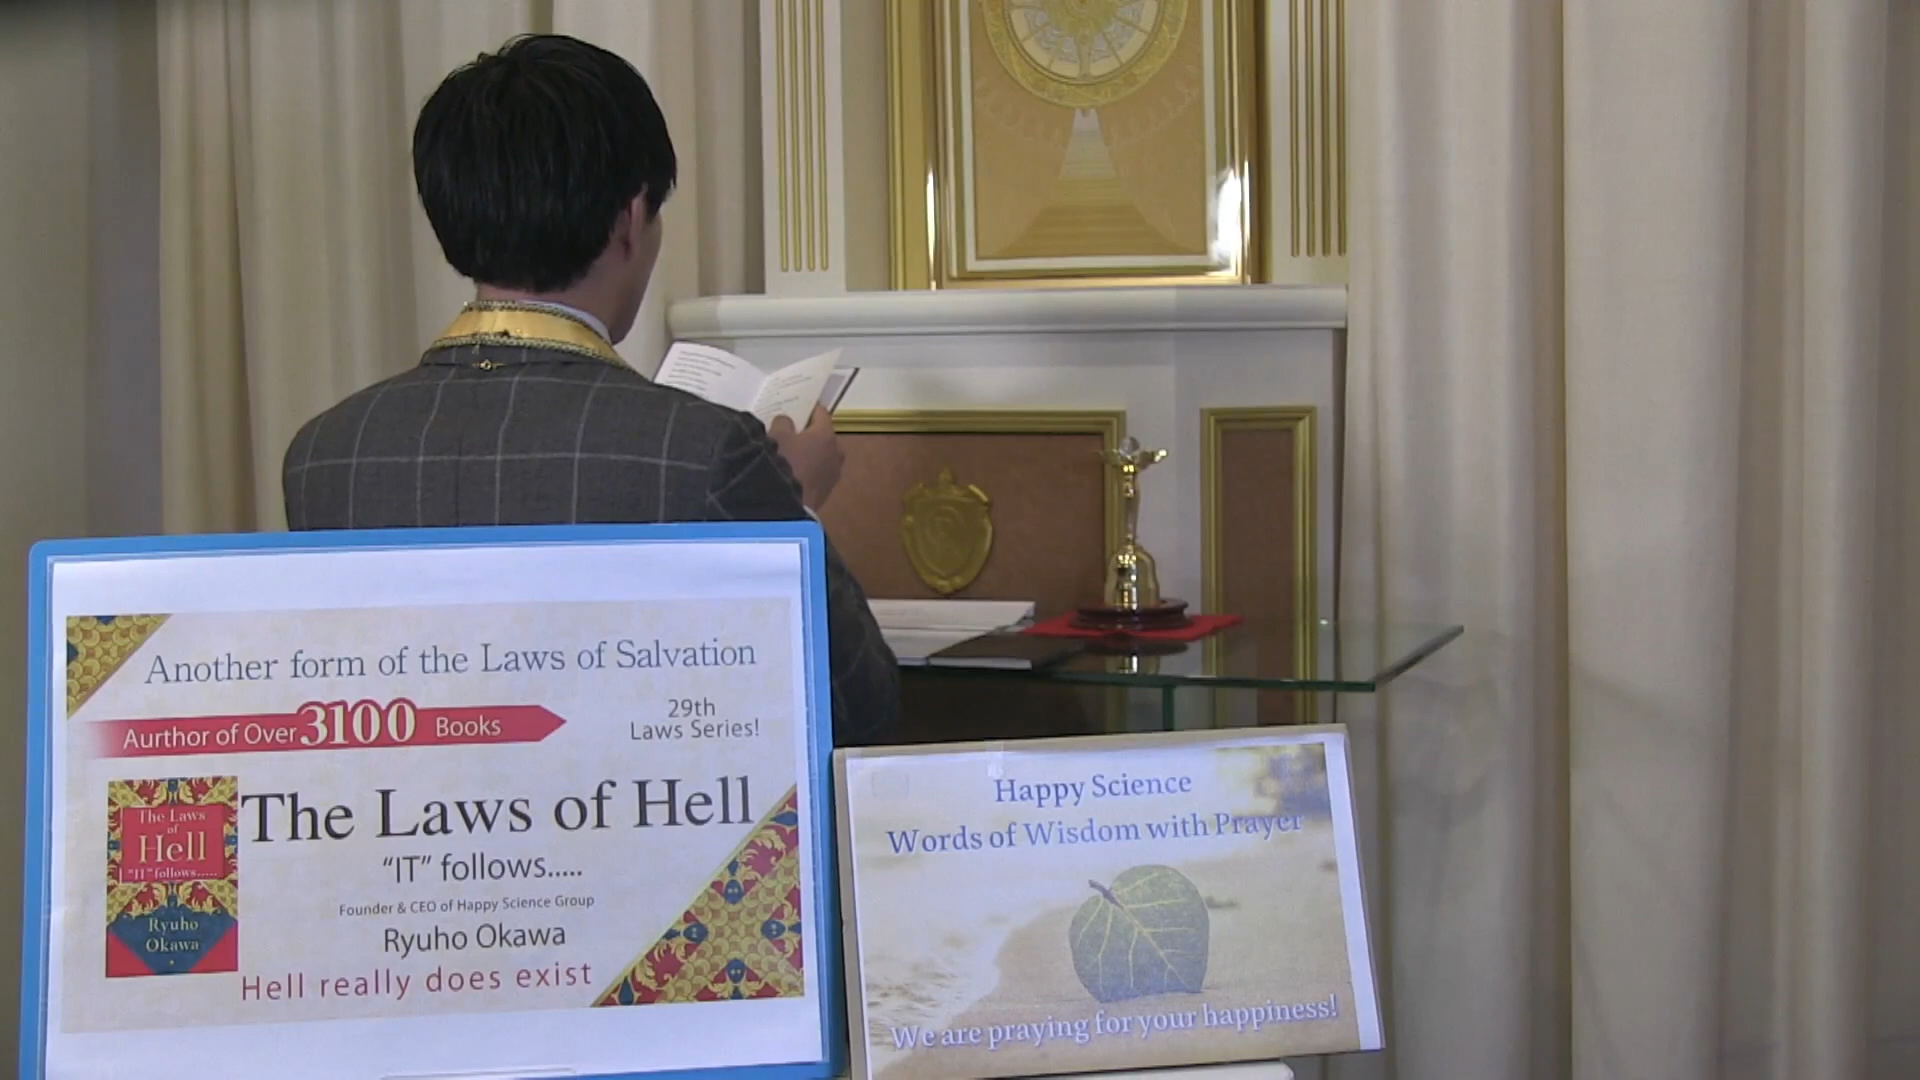 Another form of the Laws of Salvation
Aurthor of Over 3100 Books
29th
Laws Series!
The Laws of Hell
"IT" follows.....
Founder & CEO of Happy Science Group
Ryuho Okawa
Hell really does exist
The Laws
of
Hell
"IT" follows.....
Ryuho
Okawa
Happy Science
Words of Wisdom with Prayer
We are praying for your happiness!